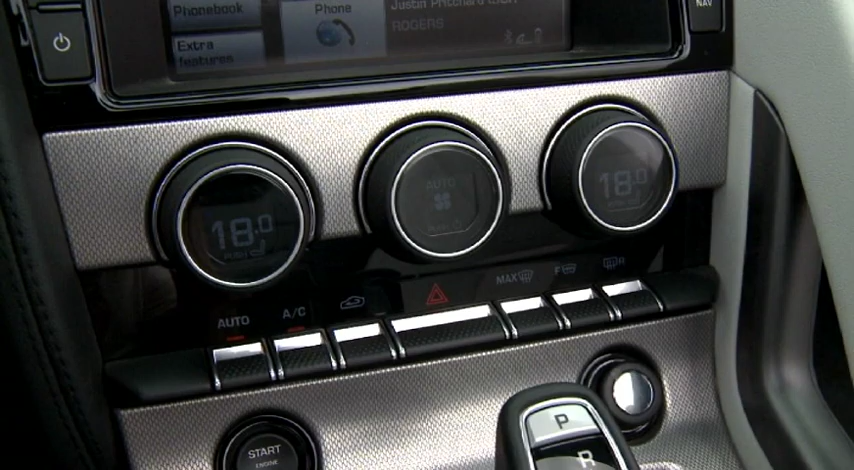 Phonebook
Phone
Justin Pritchard
ROGERS
NAV
Extra
features
AUTO
18.0
18.0
MAX
F
AUTO
A/C
P
R
START
ENGINE